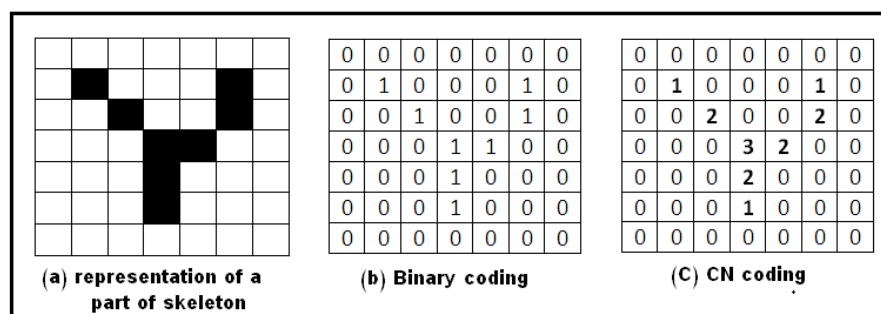 0 0 0 0 0 0 0
0 1 0 0 0 1 0
0 0 1 0 0 1 0
0 0 0 1 1 0 0
0 0 0 1 0 0 0
0 0 0 1 0 0 0
0 0 0 0 0 0 0
0 0 0 0 0 0 0
0 1 0 0 0 1 0
0 0 2 0 0 2 0
0 0 0 3 2 0 0
0 0 0 2 0 0 0
0 0 0 1 0 0 0
0 0 0 0 0 0 0
(a) representation of a
part of skeleton
(b) Binary coding
(C) CN coding